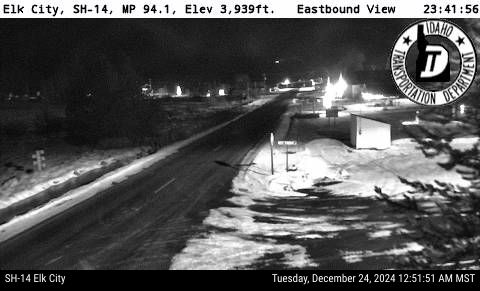 Elk City, SH-14, MP 94.1, Elev 3,939ft. Eastbound View 23:41:56
IDAHO
TRANSPORTATION DEPARTMENT
SH-14 Elk City Tuesday, December 24, 2024 12:51:51 AM MST